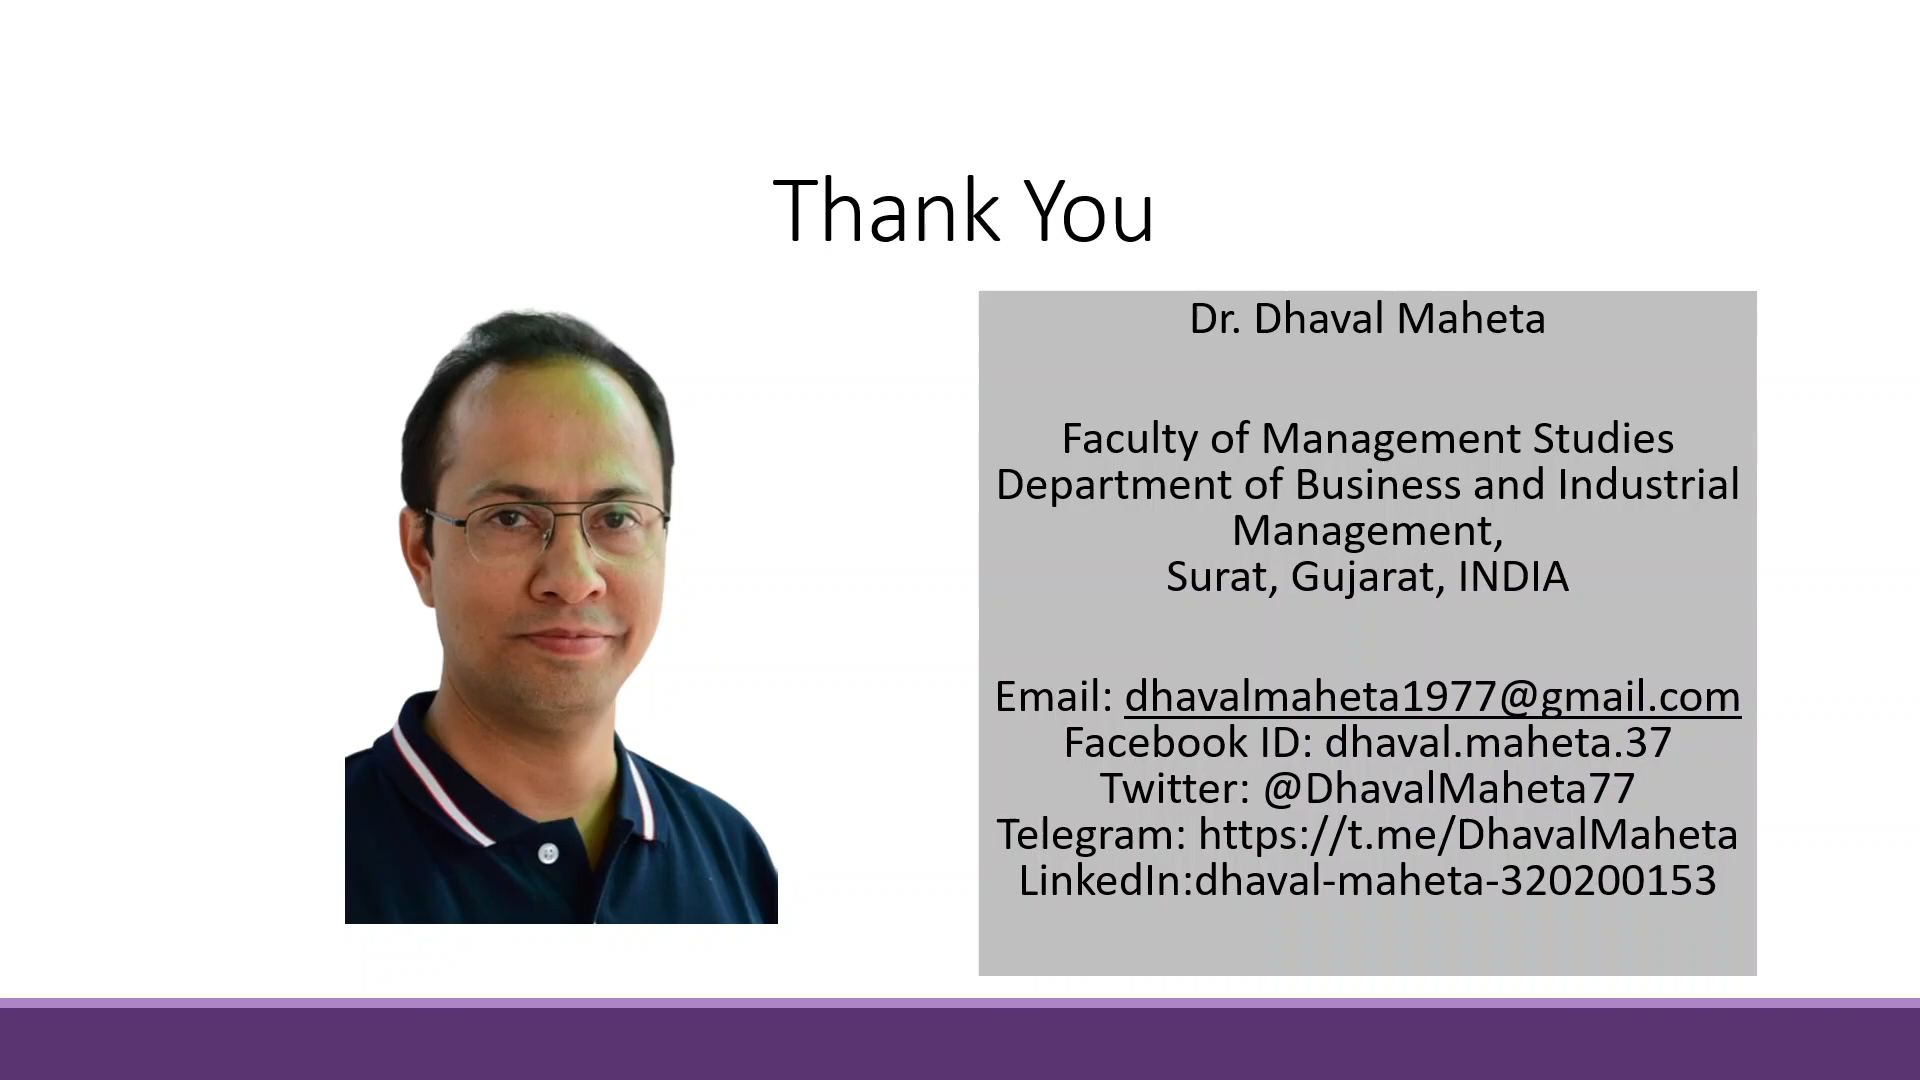 Thank You
Dr. Dhaval Maheta
Faculty of Management Studies
Department of Business and Industrial
Management,
Surat, Gujarat, INDIA
Email: dhavalmaheta1977@gmail.com
Facebook ID: dhaval.maheta.37
Twitter: @DhavalMaheta77
Telegram: https://t.me/DhavalMaheta
LinkedIn:dhaval-maheta-320200153